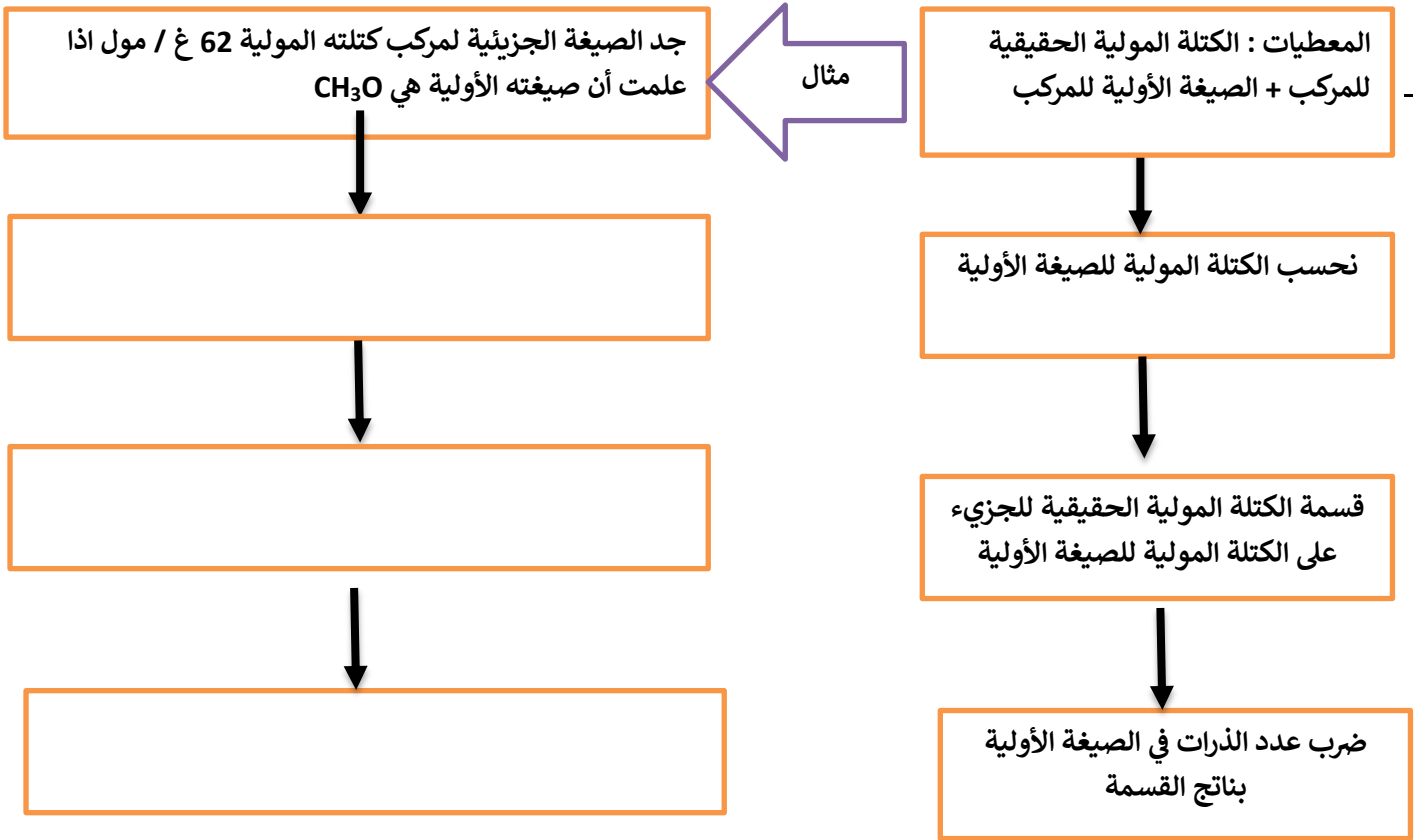 المعطيات : الكتلة المولية الحقيقية
للمركب + الصيغة الأولية للمركب
مثال
جد الصيغة الجزيئية لمركب كتلته المولية 62 غ / مول اذا
علمت أن صيغته الأولية هي CH₃O
نحسب الكتلة المولية للصيغة الأولية
قسمة الكتلة المولية الحقيقية للجزيء
على الكتلة المولية للصيغة الأولية
ضرب عدد الذرات في الصيغة الأولية
بناتج القسمة